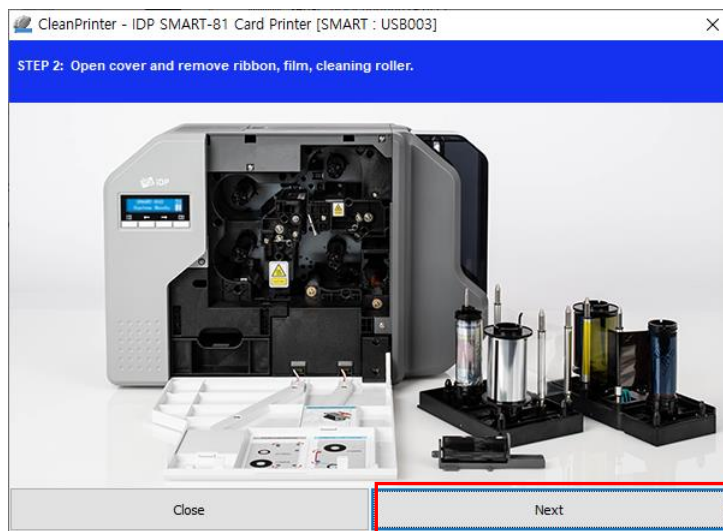 CleanPrinter - IDP SMART-81 Card Printer [SMART : USB003]
STEP 2:  Open cover and remove ribbon, film, cleaning roller.
IDP
Close
Next